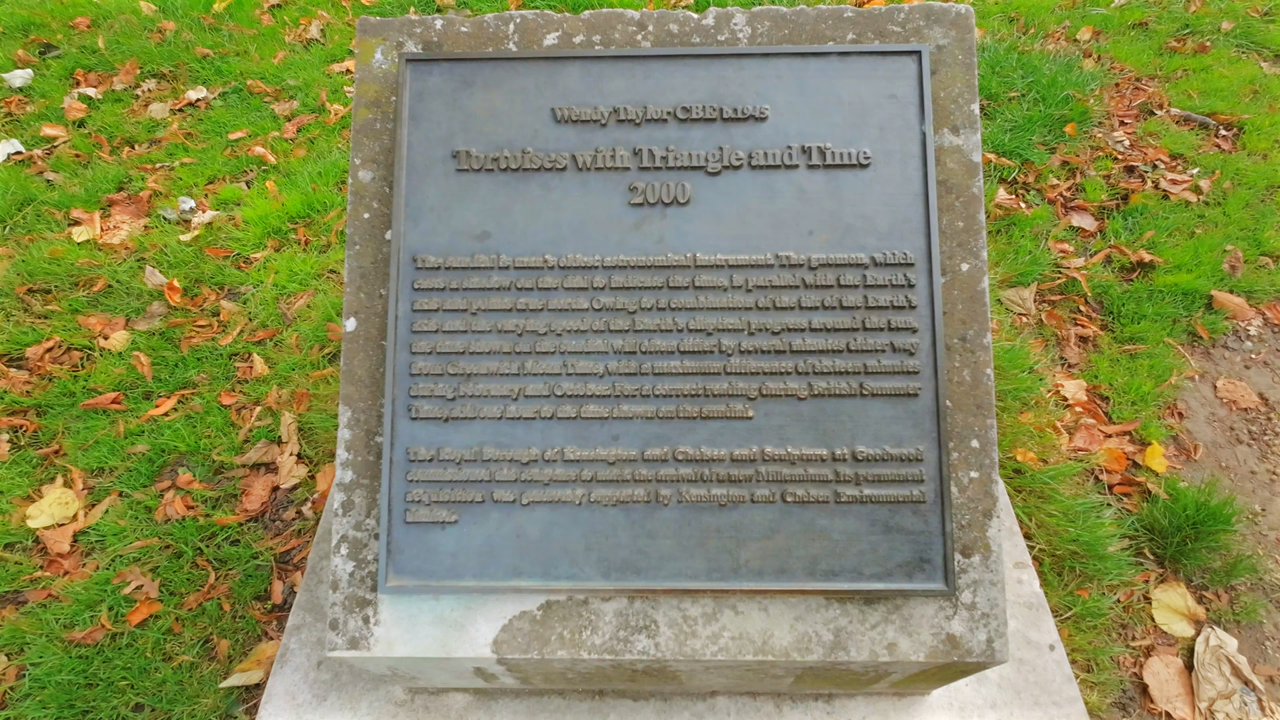 Wendy Taylor CBE b.1945
Tortoises with Triangle and Time
2000
The sundial is man's oldest astronomical instrument. The gnomon, which
casts a shadow on the dial to indicate the time, is parallel with the Earth's
axis and points true north. Owing to a combination of the tilt of the Earth's
axis and the varying speed of the Earth's elliptical progress around the sun,
the time shown on the sundial will often differ by several minutes either way
from Greenwich Mean Time, with a maximum difference of sixteen minutes
during February and October. For a correct reading during British Summer
Time, add one hour to the time shown on the sundial.
The Royal Borough of Kensington and Chelsea and Sculpture at Goodwood
commissioned this sculpture to mark the arrival of a new Millennium. Its permanent
acquisition was generously supported by Kensington and Chelsea Environmental